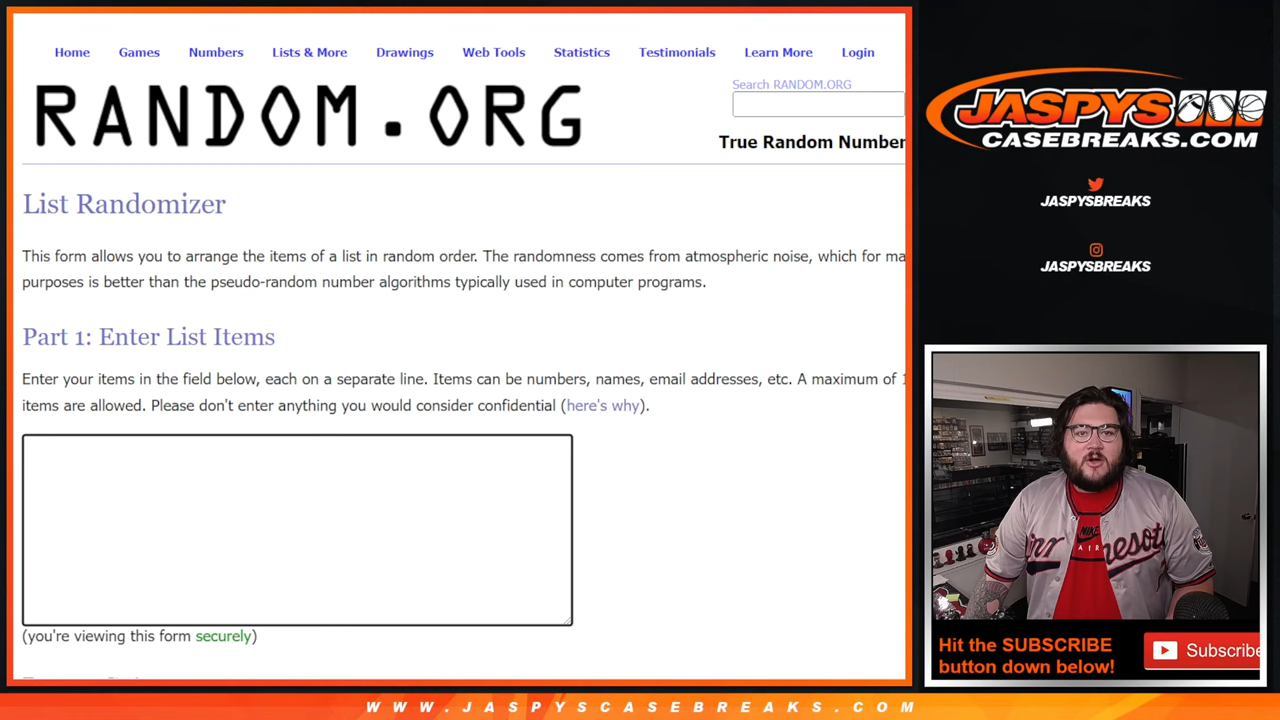 Home Games Numbers Lists & More Drawings Web Tools Statistics Testimonials Learn More Login
RANDOM.ORG
Search RANDOM.ORG
True Random Number
List Randomizer
This form allows you to arrange the items of a list in random order. The randomness comes from atmospheric noise, which for ma
purposes is better than the pseudo-random number algorithms typically used in computer programs.
Part 1: Enter List Items
Enter your items in the field below, each on a separate line. Items can be numbers, names, email addresses, etc. A maximum of 1
items are allowed. Please don't enter anything you would consider confidential (here's why).
(you're viewing this form securely)
JASPYS
CASEBREAKS.COM
JASPYSBREAKS
JASPYSBREAKS
NIKE
AIR
Hit the SUBSCRIBE
button down below!
Subscribe
WWW.JASPYSCASEBREAKS.COM